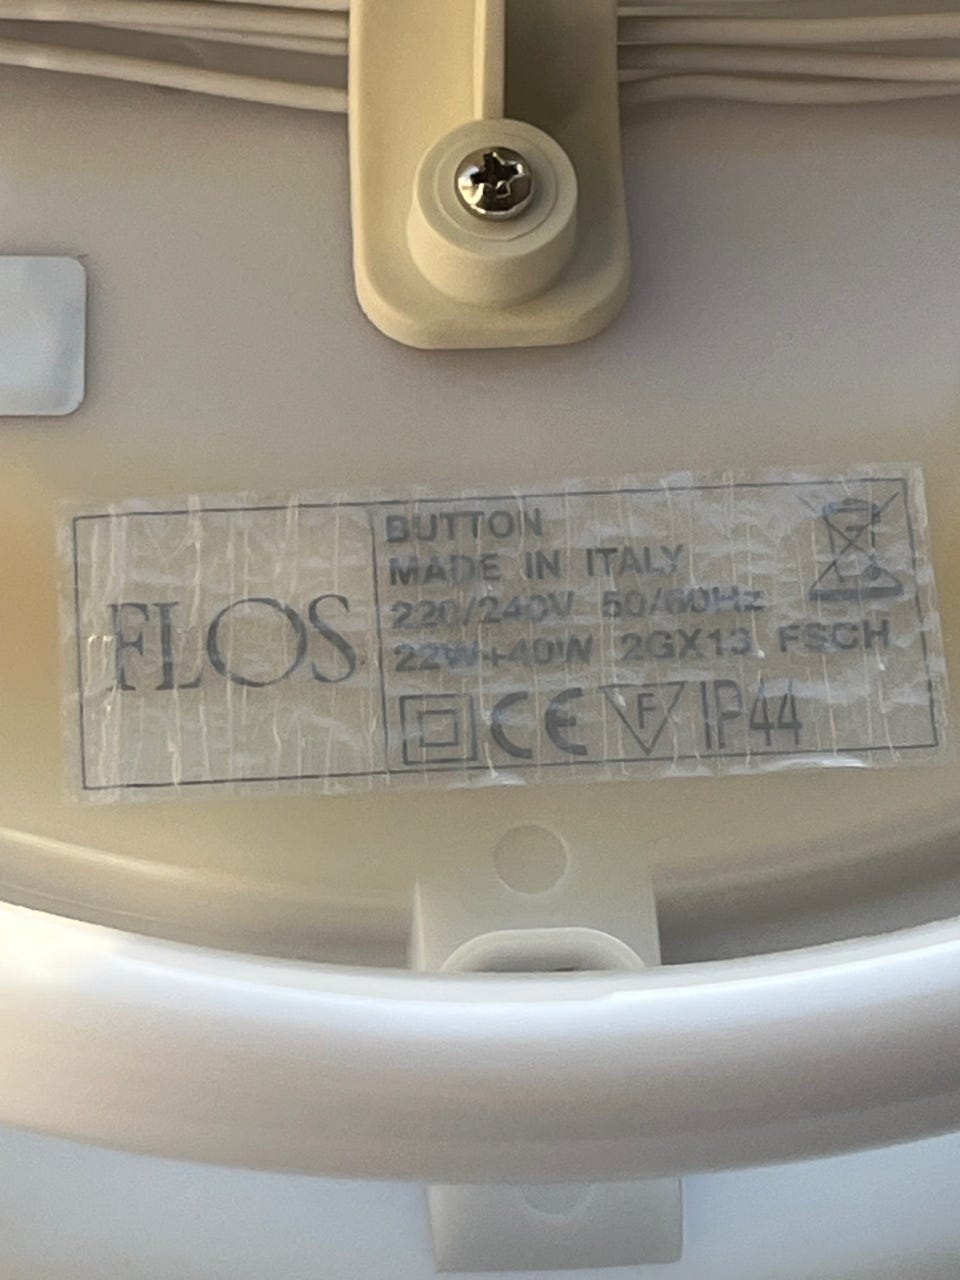 FLOS
BUTTON
MADE IN ITALY
220/240V 50/60Hz
22W+40W 2GX13 FSCH
CE F IP44